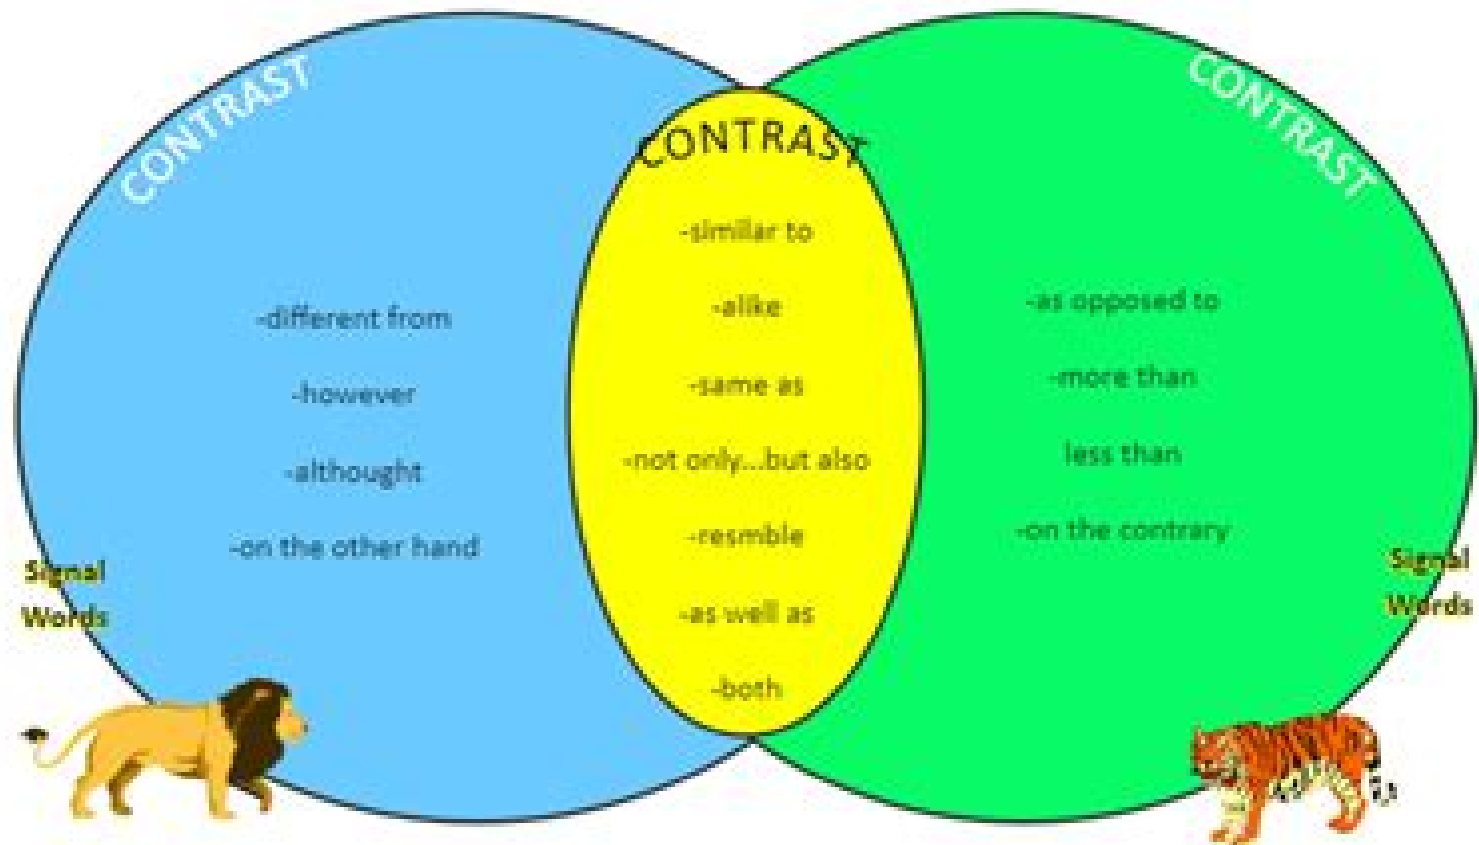 CONTRAST
-different from
-however
-althought
-on the other hand
Signal
Words
CONTRAST
-similar to
-alike
-same as
-not only...but also
-resmble
-as well as
-both
CONTRAST
-as opposed to
-more than
less than
-on the contrary
Signal
Words